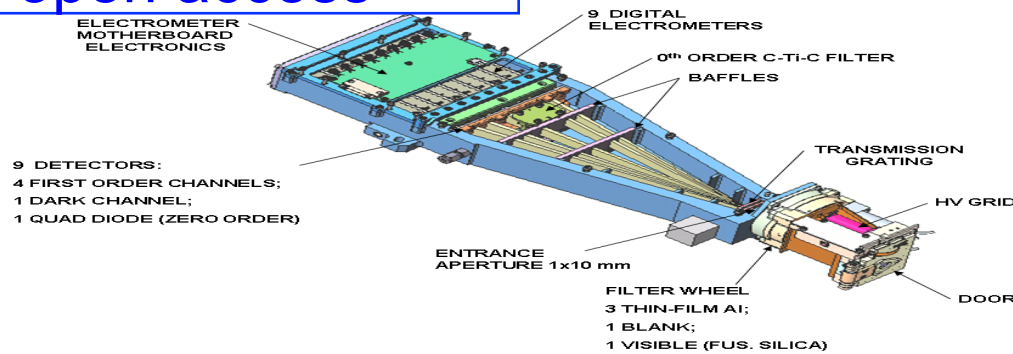 open access
ELECTROMETER
MOTHERBOARD
ELECTRONICS
9 DIGITAL
ELECTROMETERS
0th ORDER C-Ti-C FILTER
BAFFLES
9 DETECTORS:
4 FIRST ORDER CHANNELS;
1 DARK CHANNEL;
1 QUAD DIODE (ZERO ORDER)
TRANSMISSION
GRATING
HV GRID
ENTRANCE
APERTURE 1x10 mm
FILTER WHEEL
3 THIN-FILM Al;
1 BLANK;
1 VISIBLE (FUS. SILICA)
DOOR